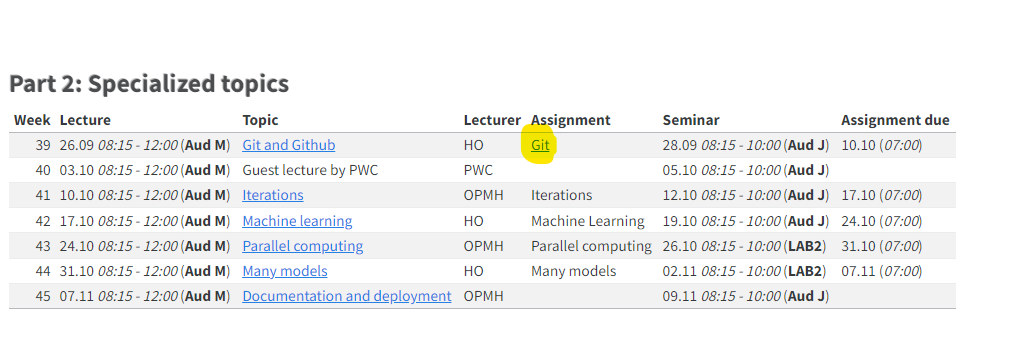 Part 2: Specialized topics
Week Lecture Topic Lecturer Assignment Seminar Assignment due
39 26.09 08:15 - 12:00 (Aud M) Git and Github HO Git 28.09 08:15 - 10:00 (Aud J) 10.10 (07:00)
40 03.10 08:15 - 12:00 (Aud M) Guest lecture by PWC PWC 05.10 08:15 - 10:00 (Aud J)
41 10.10 08:15 - 12:00 (Aud M) Iterations OPMH Iterations 12.10 08:15 - 10:00 (Aud J) 17.10 (07:00)
42 17.10 08:15 - 12:00 (Aud M) Machine learning HO Machine Learning 19.10 08:15 - 10:00 (Aud J) 24.10 (07:00)
43 24.10 08:15 - 12:00 (Aud M) Parallel computing OPMH Parallel computing 26.10 08:15 - 10:00 (LAB2) 31.10 (07:00)
44 31.10 08:15 - 12:00 (Aud M) Many models HO Many models 02.11 08:15 - 10:00 (LAB2) 07.11 (07:00)
45 07.11 08:15 - 12:00 (Aud M) Documentation and deployment OPMH 09.11 08:15 - 10:00 (Aud J)